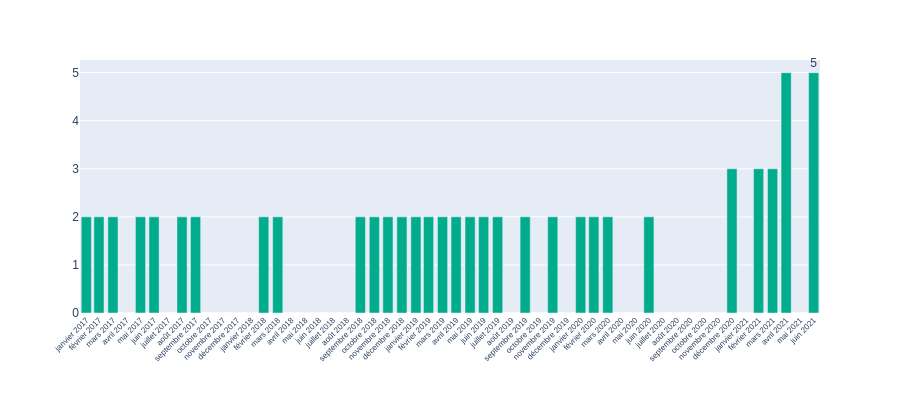 5
5
4
3
2
1
0
janvier 2017
février 2017
mars 2017
avril 2017
mai 2017
juin 2017
juillet 2017
août 2017
septembre 2017
octobre 2017
novembre 2017
décembre 2017
janvier 2018
février 2018
mars 2018
avril 2018
mai 2018
juin 2018
juillet 2018
août 2018
septembre 2018
octobre 2018
novembre 2018
décembre 2018
janvier 2019
février 2019
mars 2019
avril 2019
mai 2019
juin 2019
juillet 2019
août 2019
septembre 2019
octobre 2019
novembre 2019
décembre 2019
janvier 2020
février 2020
mars 2020
avril 2020
mai 2020
juin 2020
juillet 2020
août 2020
septembre 2020
octobre 2020
novembre 2020
décembre 2020
janvier 2021
février 2021
mars 2021
avril 2021
mai 2021
juin 2021